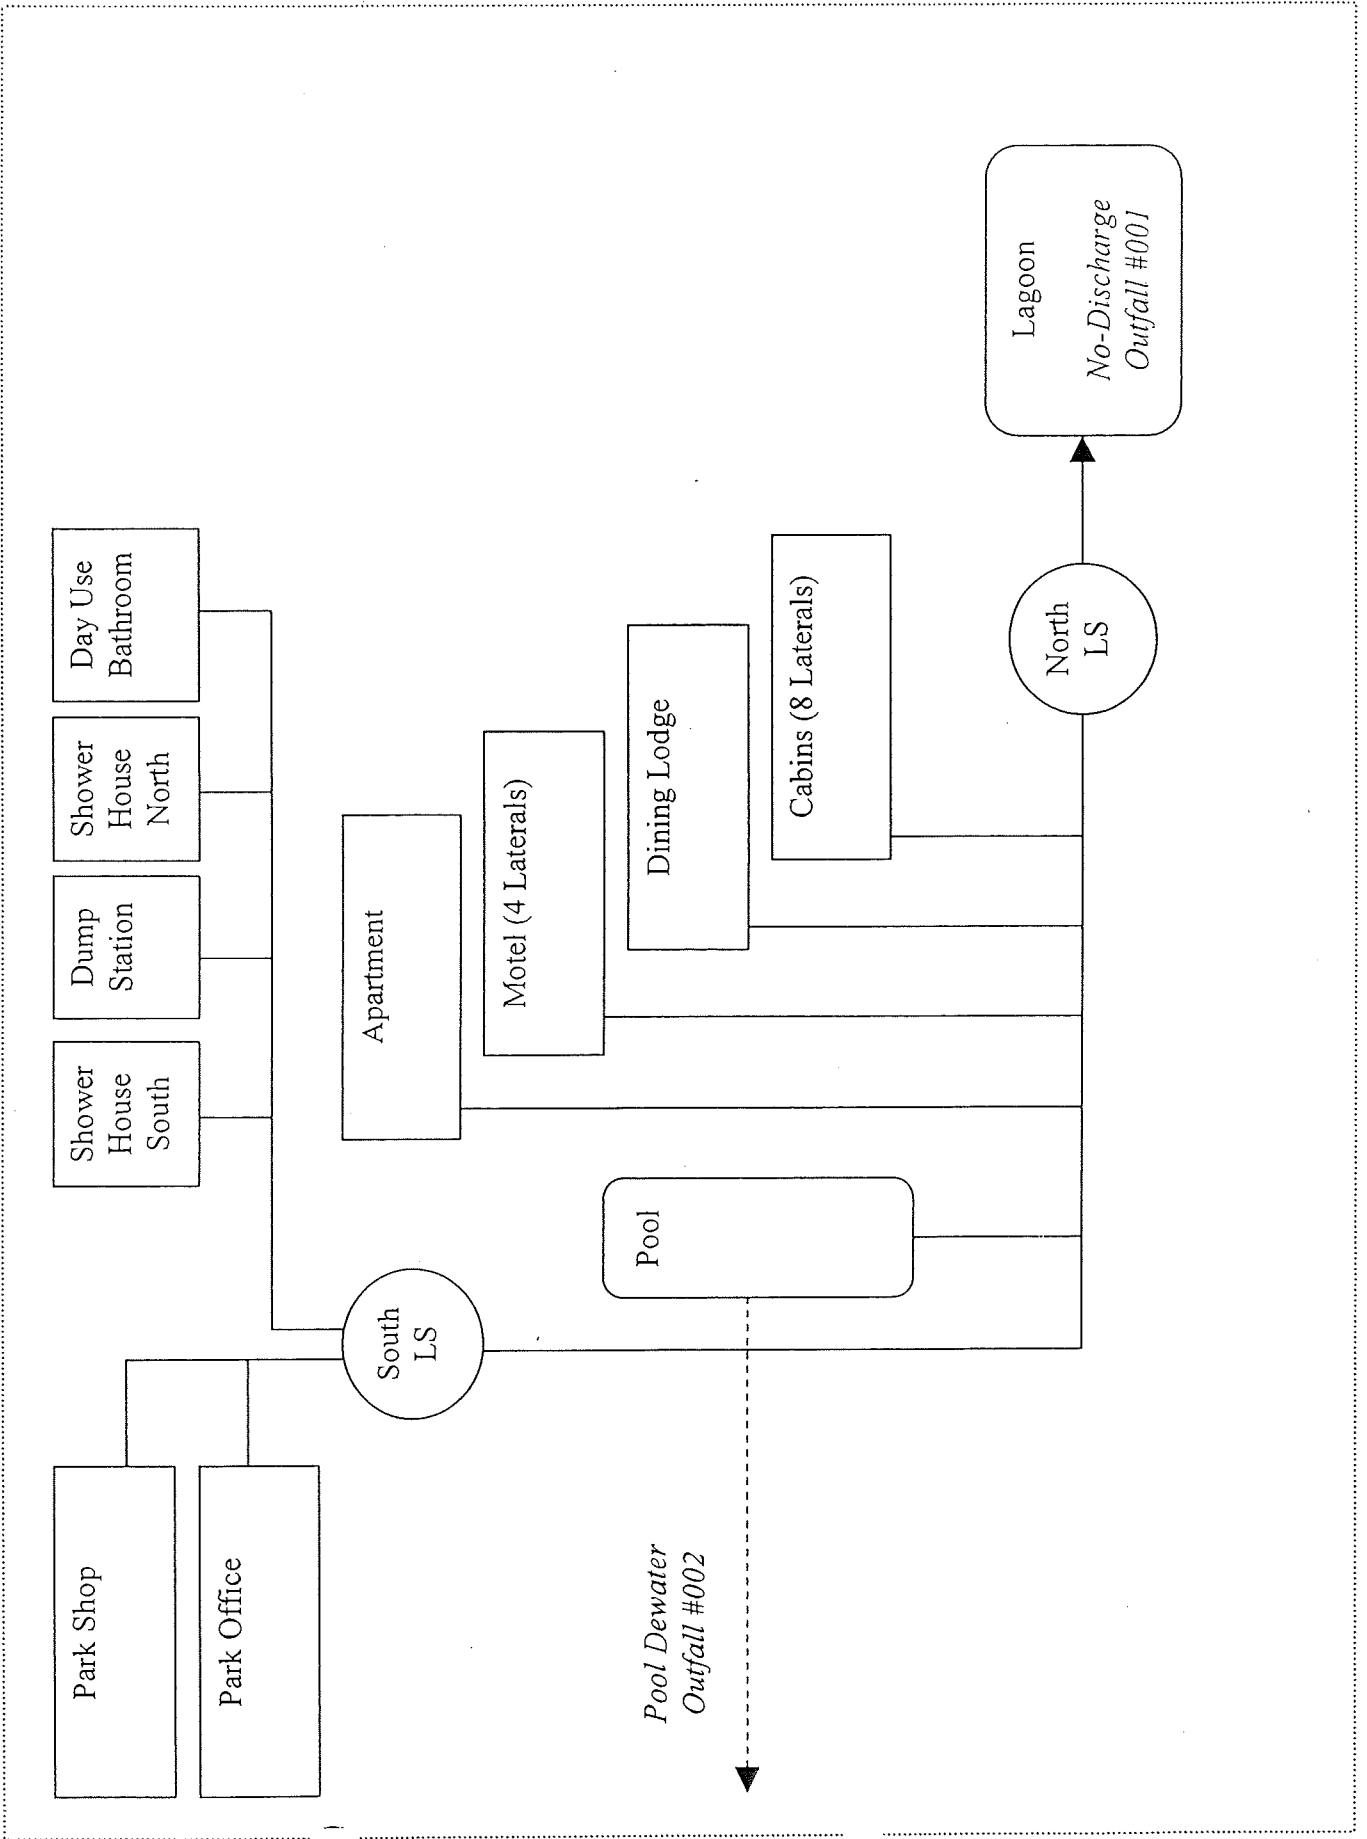 Park Shop
Park Office
Shower
House
South
Dump
Station
Shower
House
North
Day Use
Bathroom
South
LS
Apartment
Motel (4 Laterals)
Pool
Dining Lodge
Cabins (8 Laterals)
Pool Dewater
Outfall #002
North
LS
Lagoon
No-Discharge
Outfall #001